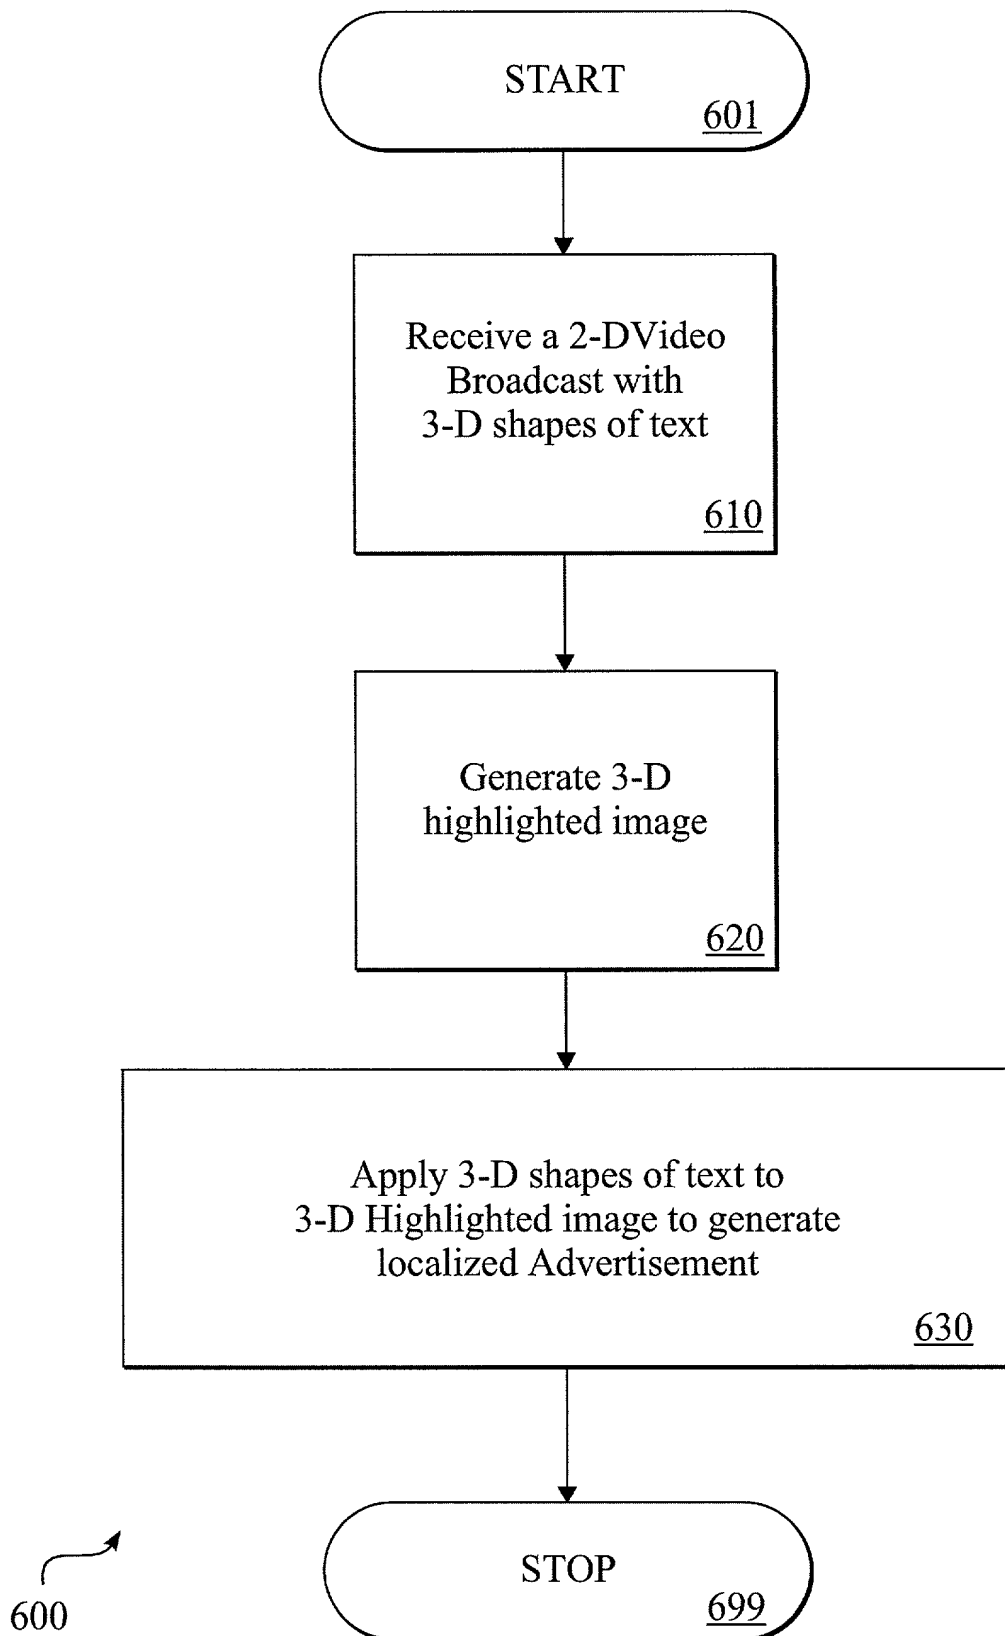 START
601
Receive a 2-DVideo
Broadcast with
3-D shapes of text
610
Generate 3-D
highlighted image
620
Apply 3-D shapes of text to
3-D Highlighted image to generate
localized Advertisement
630
STOP
699
600